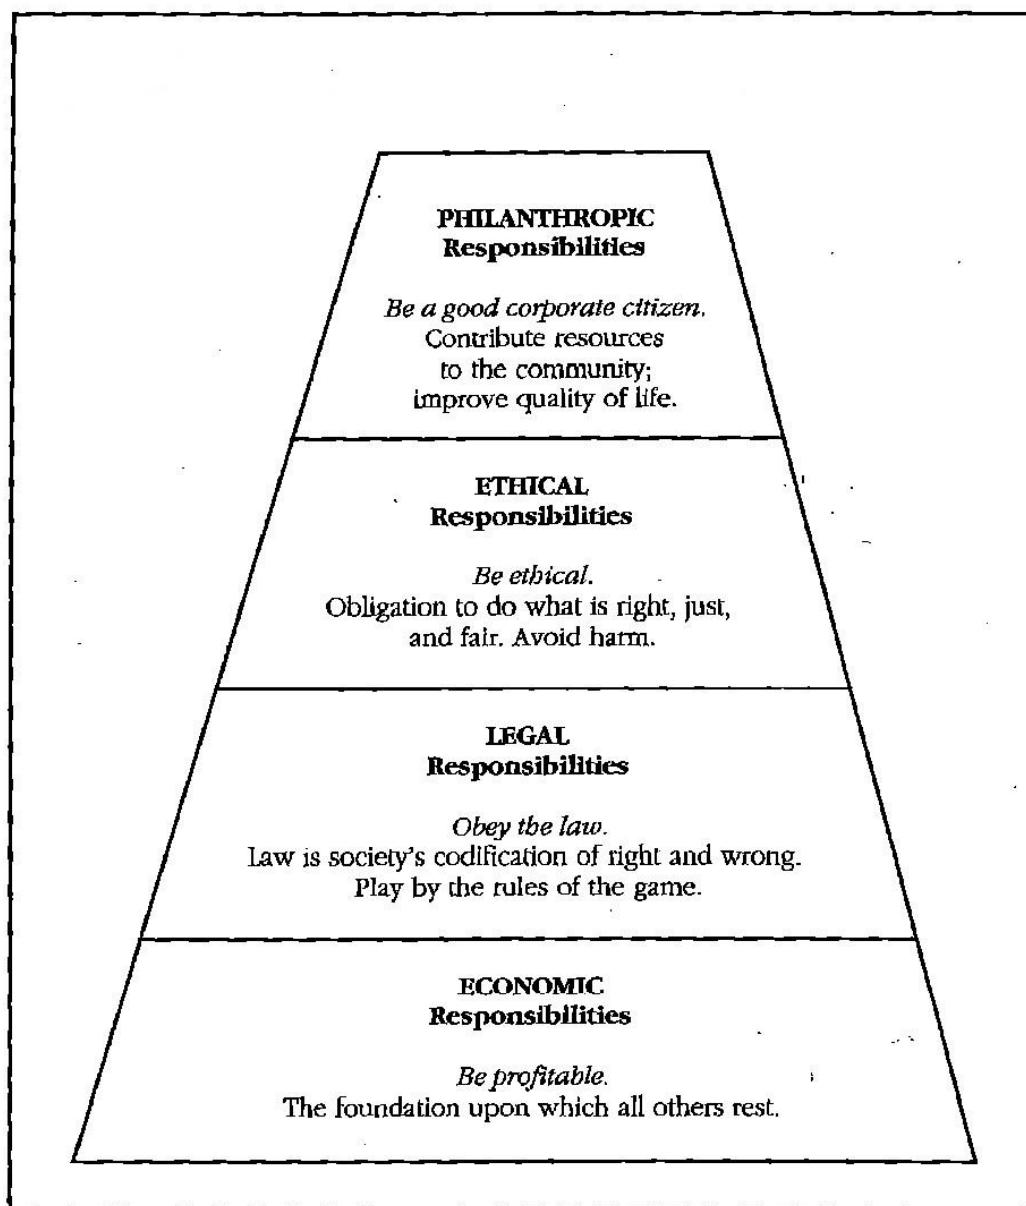 PHILANTHROPIC
Responsibilities
Be a good corporate citizen.
Contribute resources
to the community;
improve quality of life.
ETHICAL
Responsibilities
Be ethical.
Obligation to do what is right, just,
and fair. Avoid harm.
LEGAL
Responsibilities
Obey the law.
Law is society's codification of right and wrong.
Play by the rules of the game.
ECONOMIC
Responsibilities
Be profitable.
The foundation upon which all others rest.